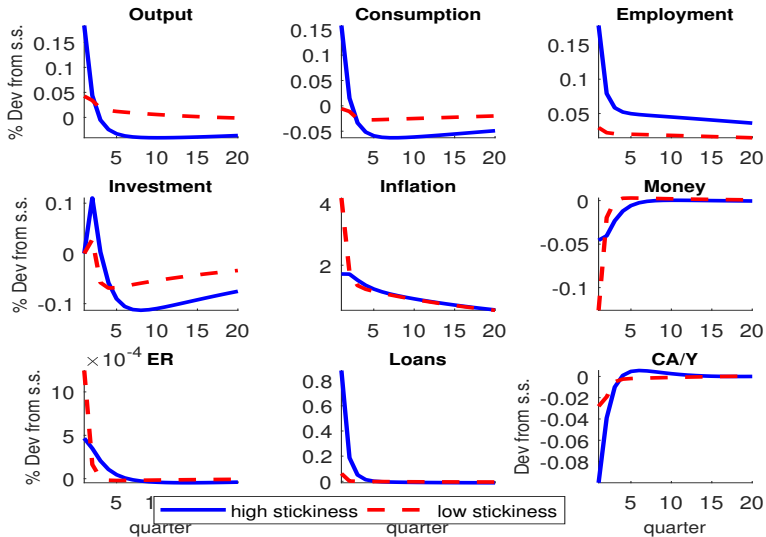 Output
Consumption
Employment
% Dev from s.s.
0.15
0.1
0.05
0
5 10 15 20
0.15
0.1
0.05
0
-0.05
5 10 15 20
0.15
0.1
0.05
5 10 15 20
Investment
Inflation
Money
% Dev from s.s.
0.1
0
-0.1
5 10 15 20
4
2
5 10 15 20
0
-0.05
-0.1
5 10 15 20
×10⁻⁴
ER
Loans
CA/Y
% Dev from s.s.
10
5
0
5 15 20
quarter
0.8
0.6
0.4
0.2
0
5 10 15 20
quarter
Dev from s.s.
0
-0.02
-0.04
-0.06
-0.08
5 10 15 20
quarter
high stickiness
low stickiness